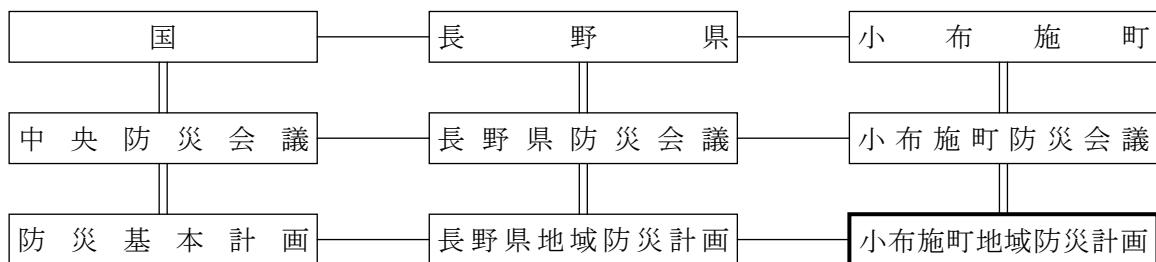 国
長野県
小布施町
中央防災会議
長野県防災会議
小布施町防災会議
防災基本計画
長野県地域防災計画
小布施町地域防災計画